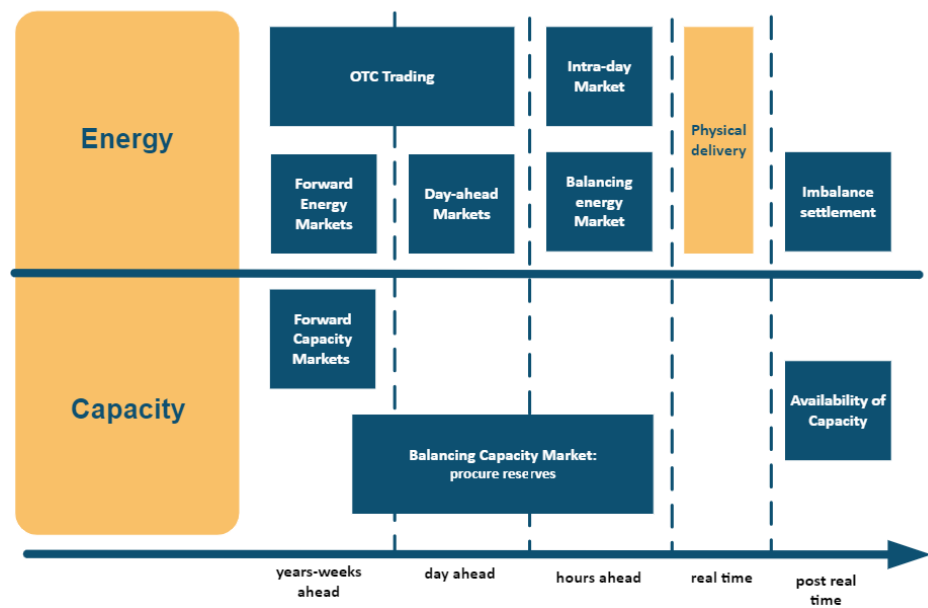 Energy
OTC Trading
Intra-day
Market
Physical
delivery
Forward
Energy
Markets
Day-ahead
Markets
Balancing
energy
Market
Imbalance
settlement
Forward
Capacity
Markets
Capacity
Balancing Capacity Market:
procure reserves
Availability of
Capacity
years-weeks
ahead
day ahead
hours ahead
real time
post real
time